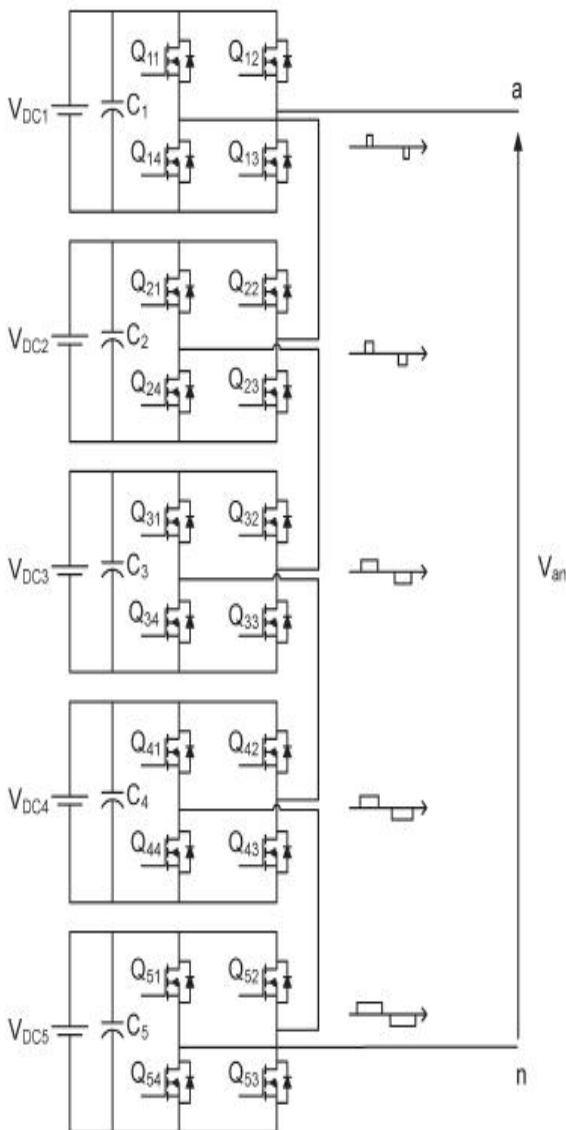 Q11 Q12
a
VDC1 C1
Q14 Q13
Q21 Q22
VDC2 C2
Q24 Q23
Q31 Q32
VDC3 C3 Van
Q34 Q33
Q41 Q42
VDC4 C4
Q44 Q43
Q51 Q52
VDC5 C5
Q54 Q53
n